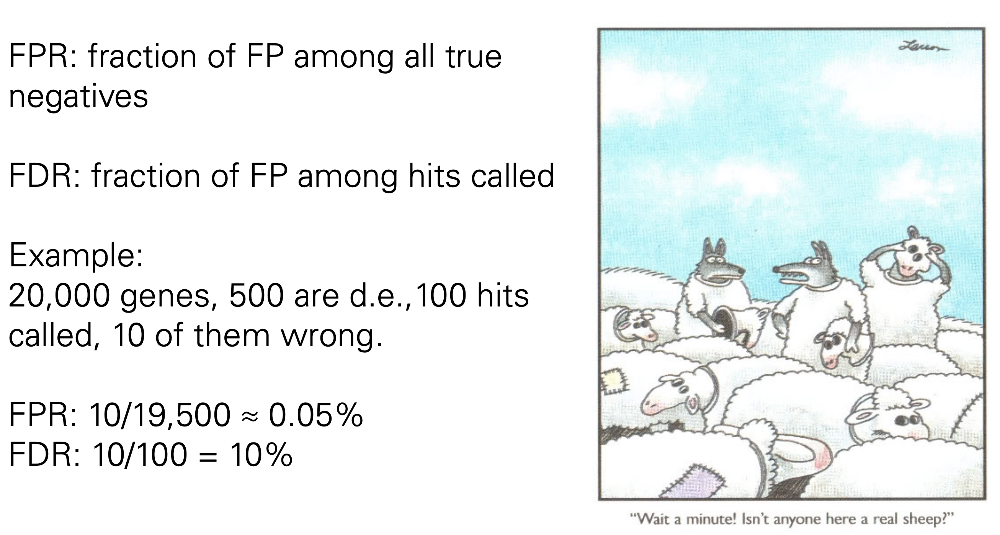 FPR: fraction of FP among all true
negatives
FDR: fraction of FP among hits called
Example:
20,000 genes, 500 are d.e.,100 hits
called, 10 of them wrong.
FPR: 10/19,500 ≈ 0.05%
FDR: 10/100 = 10%
Larson
“Wait a minute! Isn't anyone here a real sheep?”